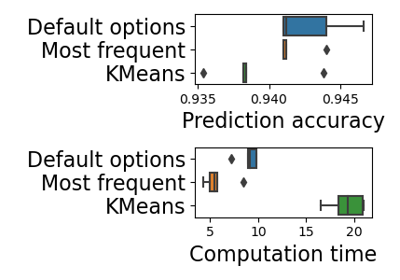 Default options
Most frequent
KMeans
0.935 0.940 0.945
Prediction accuracy
Default options
Most frequent
KMeans
5 10 15 20
Computation time